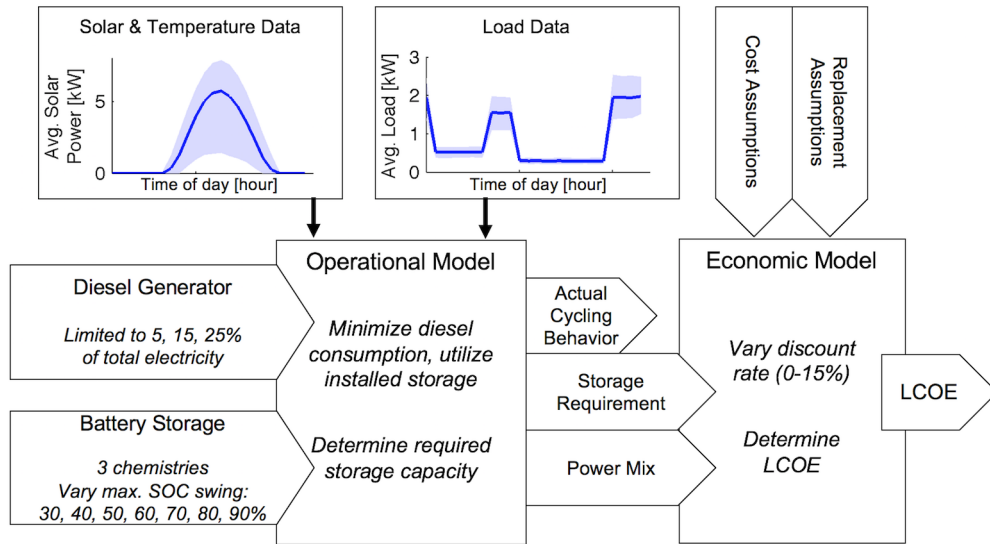 Solar & Temperature Data
Avg. Solar
Power [kW]
5
0
Time of day [hour]
Load Data
Avg. Load [kW]
3
2
1
0
Time of day [hour]
Cost Assumptions
Replacement
Assumptions
Diesel Generator
Limited to 5, 15, 25%
of total electricity
Battery Storage
3 chemistries
Vary max. SOC swing:
30, 40, 50, 60, 70, 80, 90%
Operational Model
Minimize diesel
consumption, utilize
installed storage
Determine required
storage capacity
Actual
Cycling
Behavior
Storage
Requirement
Power Mix
Economic Model
Vary discount
rate (0-15%)
Determine
LCOE
LCOE